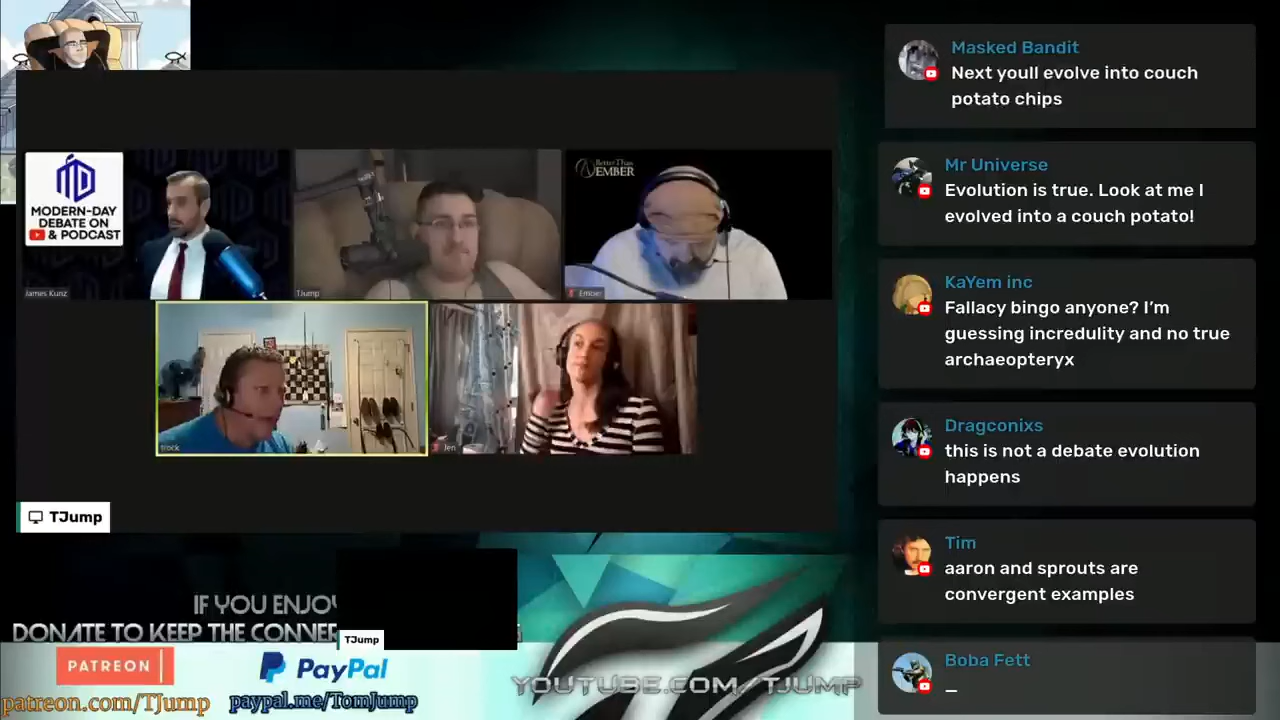 MODERN-DAY
DEBATE ON
& PODCAST
James Kunz
TJump
Better Than
EMBER
Ember
trock
Jen
TJump
IF YOU ENJOY
DONATE TO KEEP THE CONVER
TJump
PATREON
PayPal
patreon.com/TJump
paypal.me/TomJump
YOUTUBE.COM/TJUMP
Masked Bandit
Next youll evolve into couch
potato chips
Mr Universe
Evolution is true. Look at me I
evolved into a couch potato!
KaYem inc
Fallacy bingo anyone? I’m
guessing incredulity and no true
archaeopteryx
Dragconixs
this is not a debate evolution
happens
Tim
aaron and sprouts are
convergent examples
Boba Fett
_